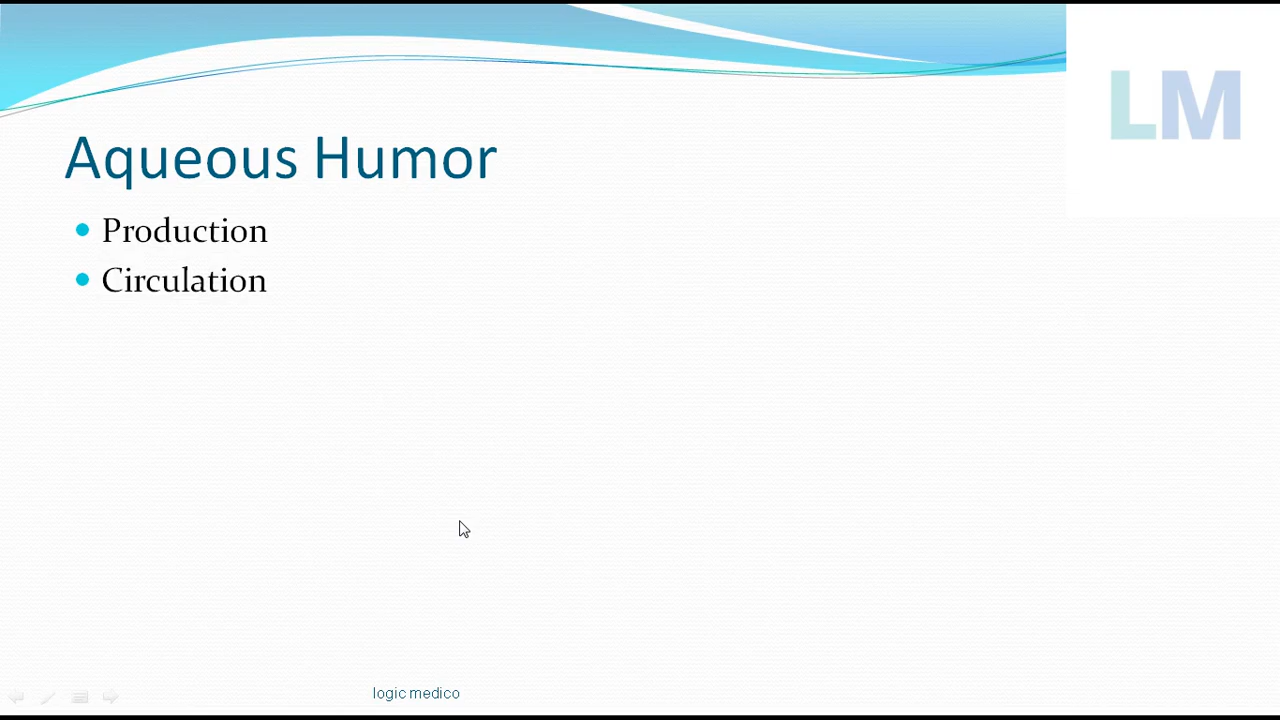 LM
Aqueous Humor
Production
Circulation
logic medico